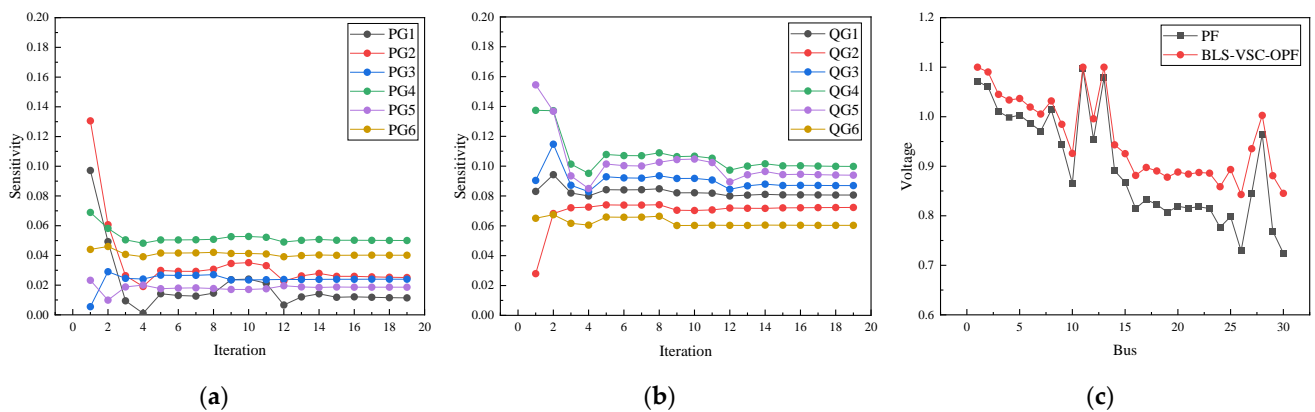 0.20
0.18
0.16
0.14
0.12
0.10
0.08
0.06
0.04
0.02
0.00
Sensitivity
0 2 4 6 8 10 12 14 16 18 20
Iteration
PG1
PG2
PG3
PG4
PG5
PG6
(a)
0.20
0.18
0.16
0.14
0.12
0.10
0.08
0.06
0.04
0.02
0.00
Sensitivity
0 2 4 6 8 10 12 14 16 18 20
Iteration
QG1
QG2
QG3
QG4
QG5
QG6
(b)
1.2
1.1
1.0
0.9
0.8
0.7
0.6
Voltage
0 5 10 15 20 25 30
Bus
PF
BLS-VSC-OPF
(c)